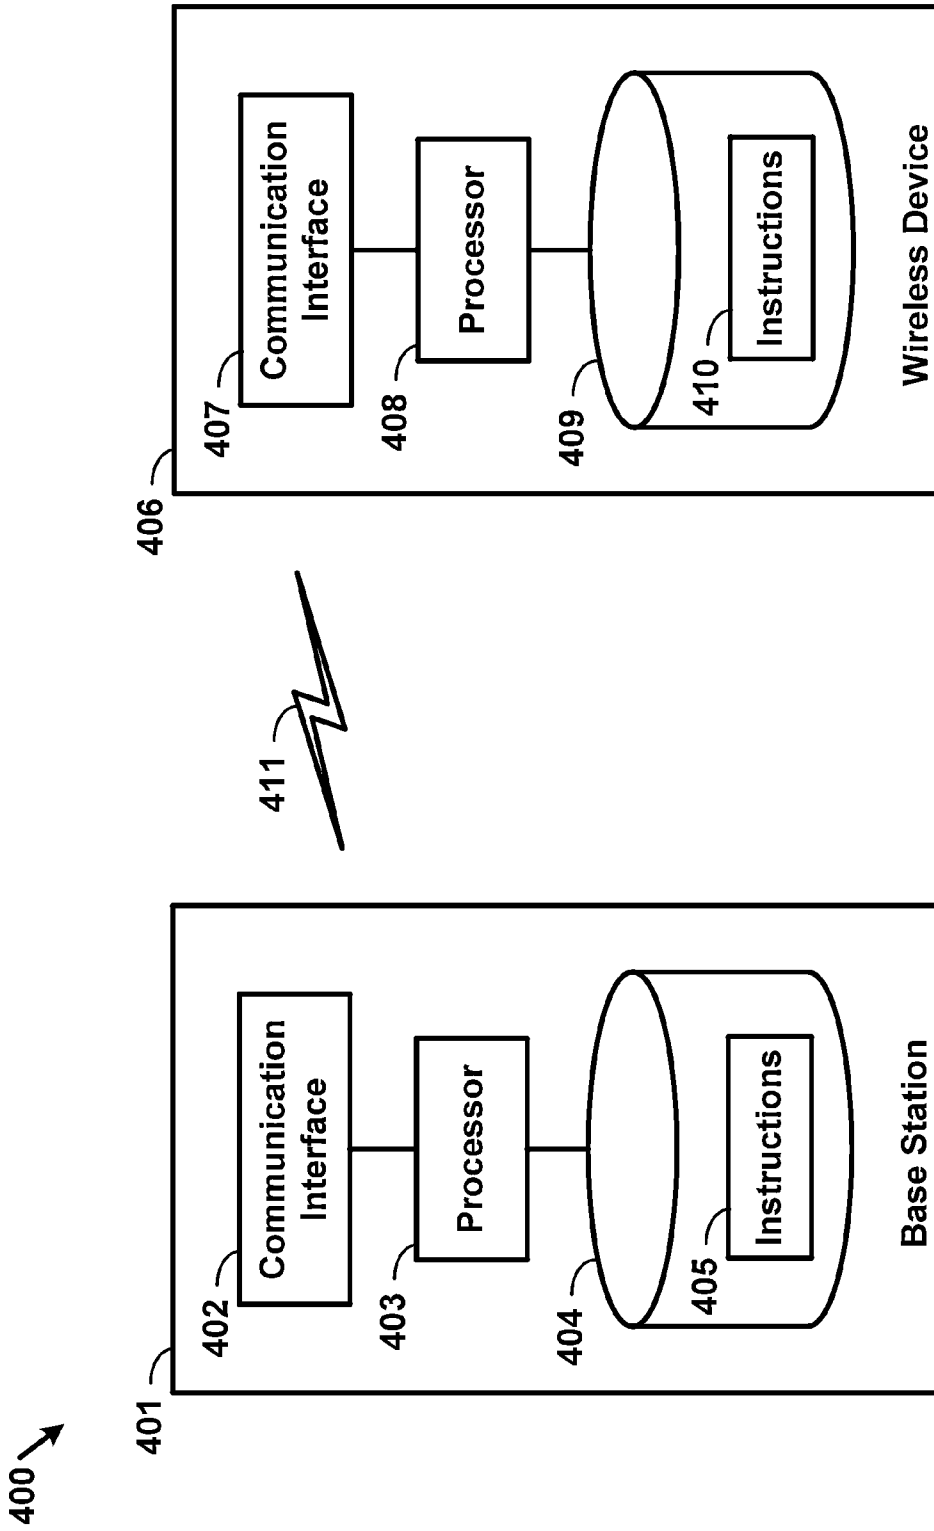 400
401
402
Communication
Interface
403
Processor
404
405
Instructions
Base Station
411
406
407
Communication
Interface
408
Processor
409
410
Instructions
Wireless Device